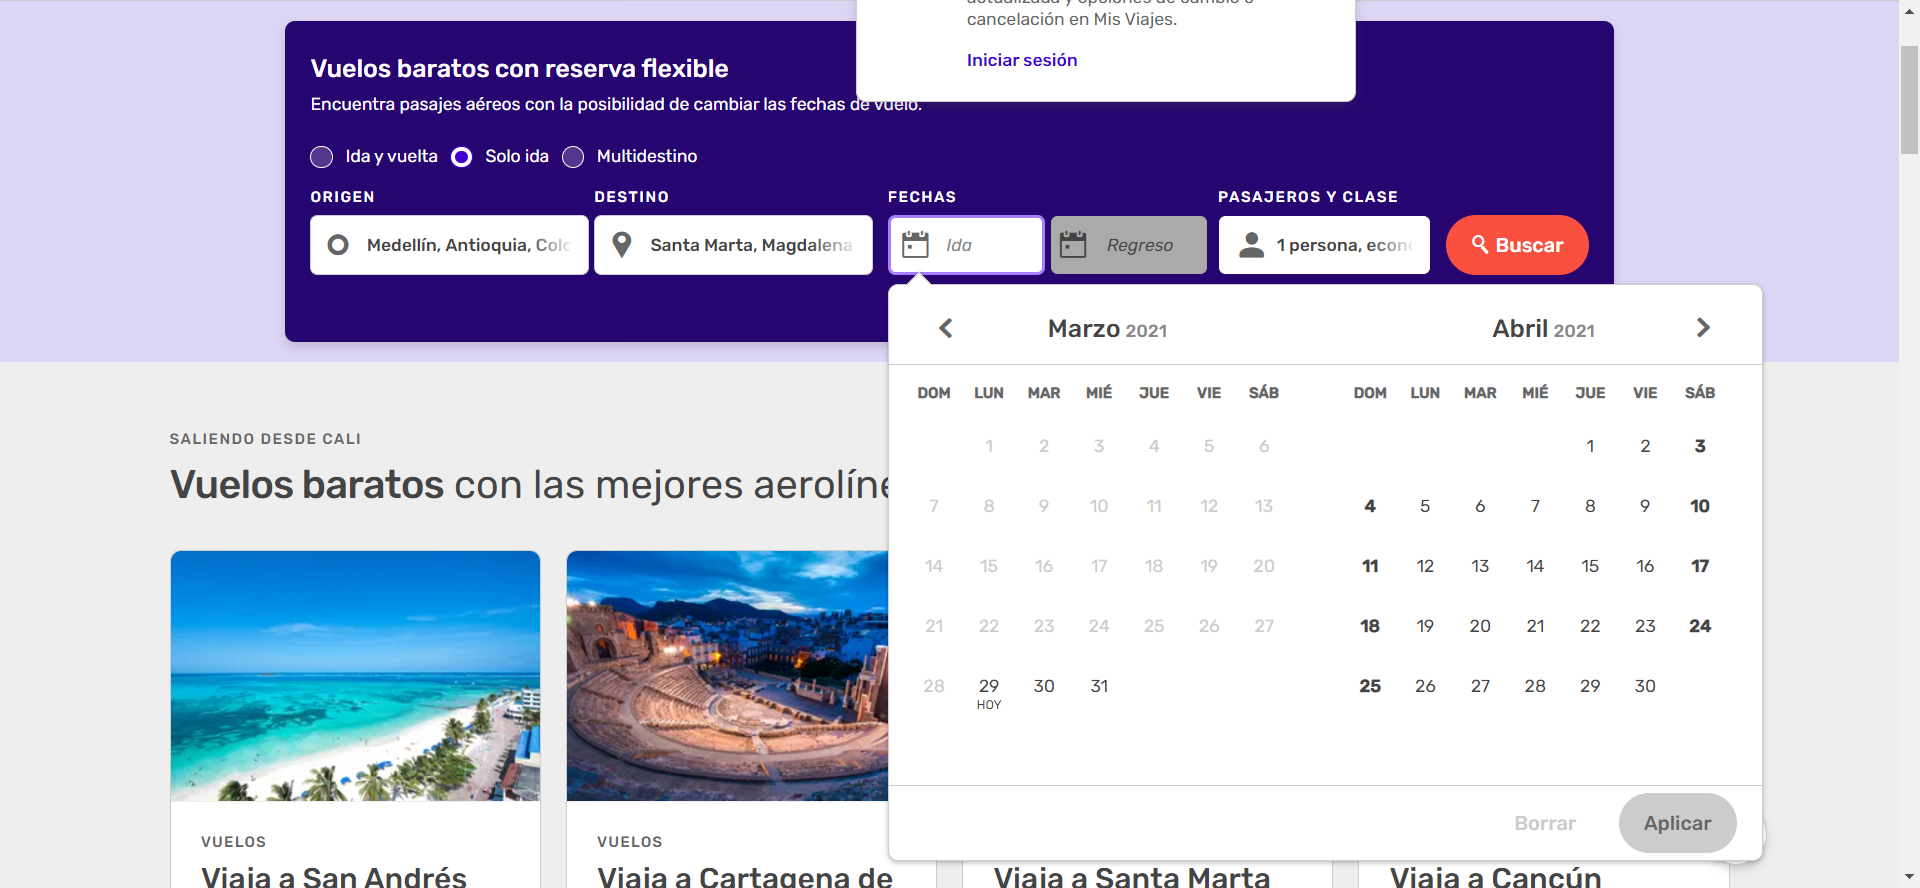 cancelación en Mis Viajes.
Iniciar sesión
Vuelos baratos con reserva flexible
Encuentra pasajes aéreos con la posibilidad de cambiar las fechas de vuelo.
Ida y vuelta Solo ida Multidestino
ORIGEN DESTINO FECHAS PASAJEROS Y CLASE
Medellín, Antioquia, Colo Santa Marta, Magdalena Ida Regreso 1 persona, econ Buscar
Marzo 2021 Abril 2021
DOM LUN MAR MIÉ JUE VIE SÁB DOM LUN MAR MIÉ JUE VIE SÁB
1 2 3 4 5 6 1 2 3
7 8 9 10 11 12 13 4 5 6 7 8 9 10
14 15 16 17 18 19 20 11 12 13 14 15 16 17
21 22 23 24 25 26 27 18 19 20 21 22 23 24
28 29 30 31 25 26 27 28 29 30
HOY
Borrar Aplicar
SALIENDO DESDE CALI
Vuelos baratos con las mejores aerolíne
VUELOS VUELOS
Viaja a San Andrés Viaja a Cartagena de Viaja a Santa Marta Viaja a Cancún